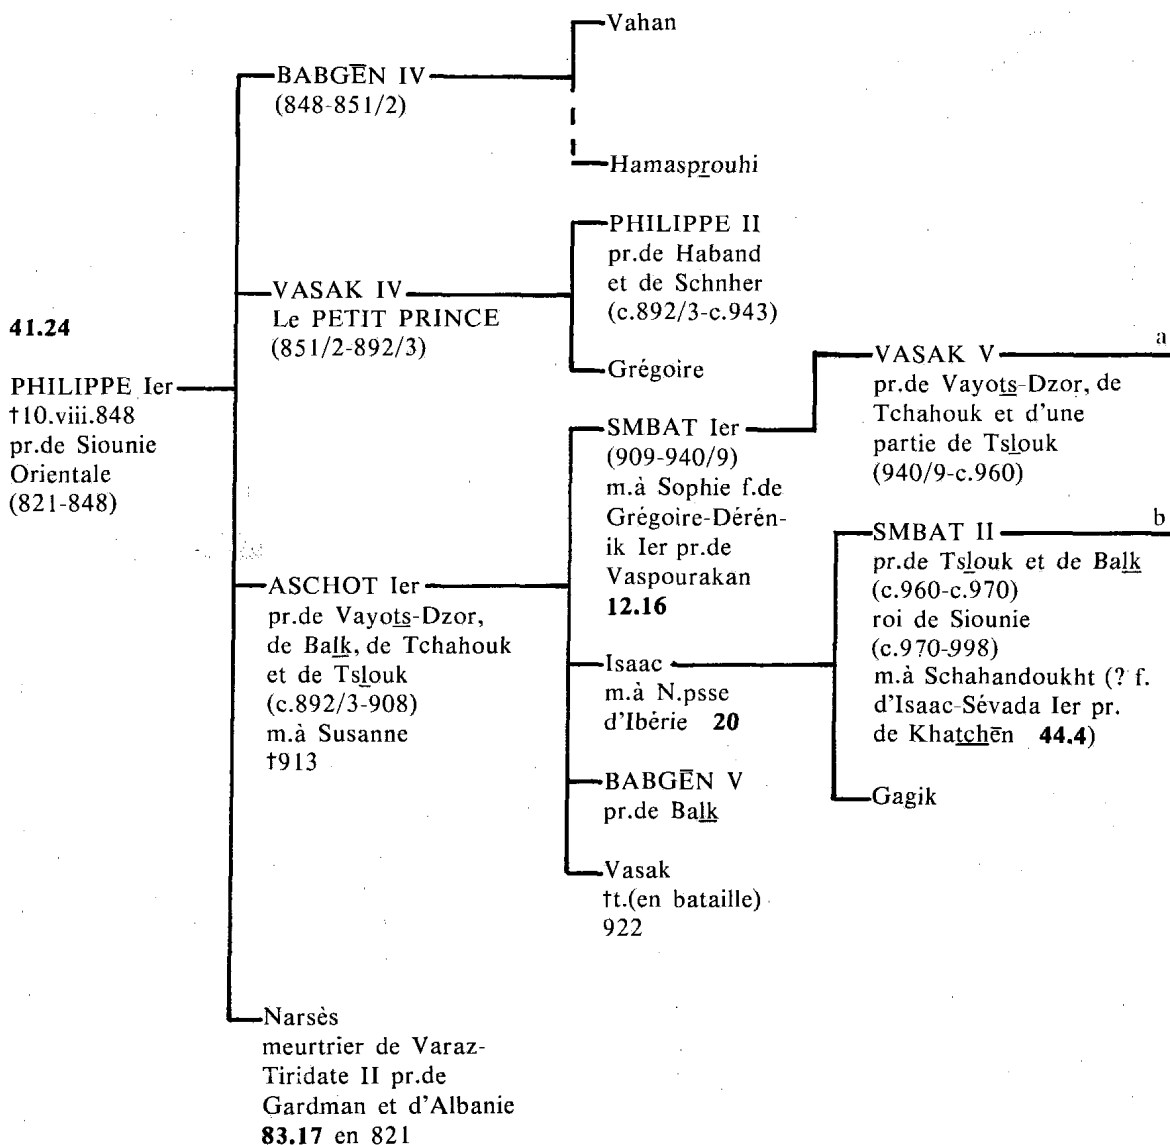 Vahan
BABGĒN IV
(848-851/2)
Hamasprouhi
PHILIPPE II
pr.de Haband
et de Schnher
(c.892/3-c.943)
VASAK IV
Le PETIT PRINCE
(851/2-892/3)
Grégoire
41.24
PHILIPPE Ier
†10.viii.848
pr.de Siounie
Orientale
(821-848)
a
VASAK V
pr.de Vayots-Dzor, de
Tchahouk et d'une
partie de Tslouk
(940/9-c.960)
SMBAT Ier
(909-940/9)
m.à Sophie f.de
Grégoire-Dérén-
ik Ier pr.de
Vaspourakan
12.16
b
SMBAT II
pr.de Tslouk et de Balk
(c.960-c.970)
roi de Siounie
(c.970-998)
m.à Schahandoukht (? f.
d'Isaac-Sévada Ier pr.
de Khatchēn 44.4)
ASCHOT Ier
pr.de Vayots-Dzor,
de Balk, de Tchahouk
et de Tslouk
(c.892/3-908)
m.à Susanne
†913
Isaac
m.à N.psse
d'Ibérie 20
BABGĒN V
pr.de Balk
Gagik
Vasak
†t.(en bataille)
922
Narsès
meurtrier de Varaz-
Tiridate II pr.de
Gardman et d'Albanie
83.17 en 821